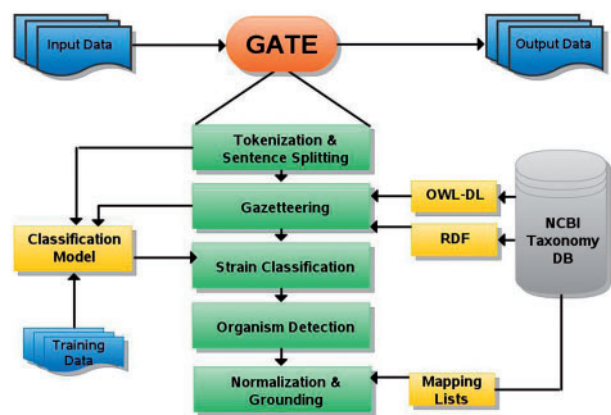 Input Data
GATE
Output Data
Tokenization &
Sentence Splitting
Gazetteering
OWL-DL
RDF
NCBI
Taxonomy
DB
Classification
Model
Strain Classification
Organism Detection
Training
Data
Normalization &
Grounding
Mapping
Lists